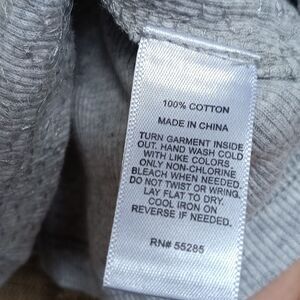 100% COTTON
MADE IN CHINA
TURN GARMENT INSIDE
OUT. HAND WASH COLD
WITH LIKE COLORS
ONLY NON-CHLORINE
BLEACH WHEN NEEDED.
DO NOT TWIST OR WRING.
LAY FLAT TO DRY.
COOL IRON ON
REVERSE IF NEEDED.
RN# 55285